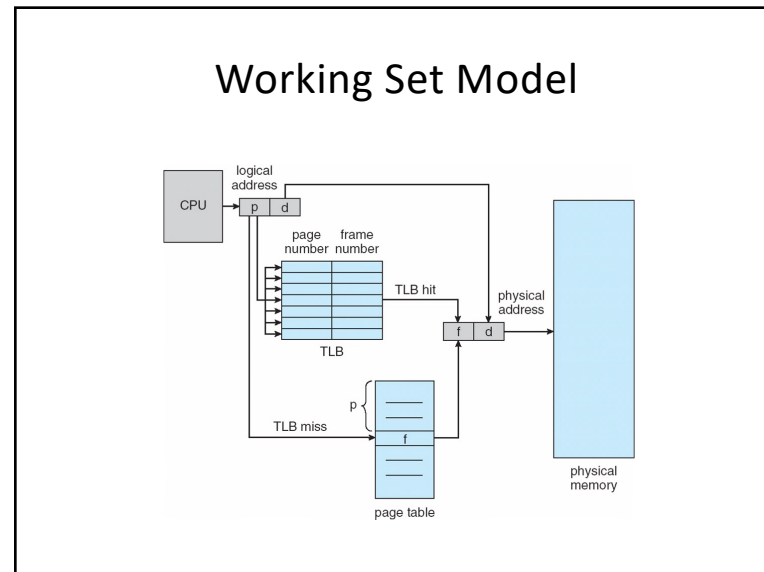 Working Set Model
logical
address
CPU
p d
page
number
frame
number
TLB hit
physical
address
f d
TLB
p
TLB miss
f
page table
physical
memory